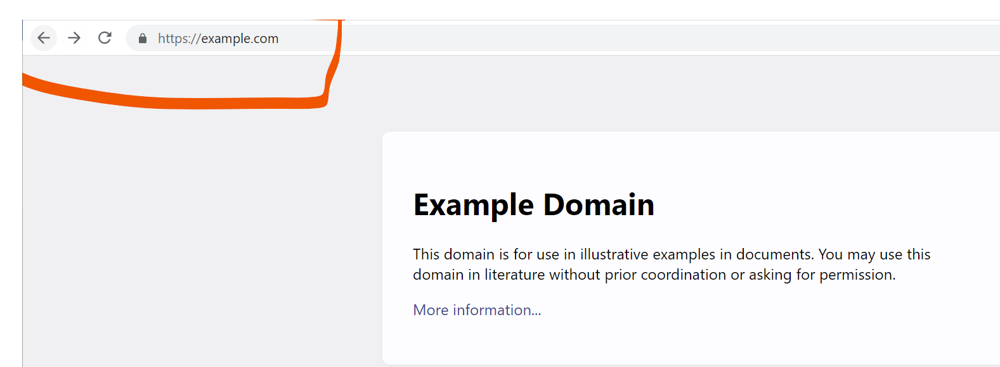 https://example.com
Example Domain
This domain is for use in illustrative examples in documents. You may use this
domain in literature without prior coordination or asking for permission.
More information...